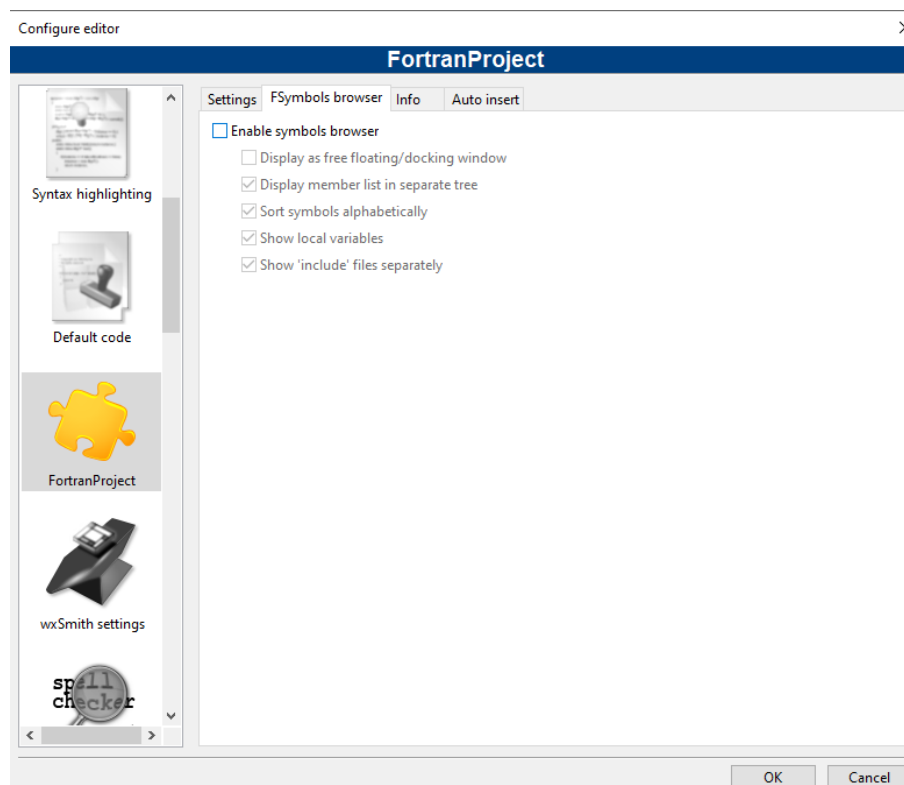 Configure editor
FortranProject
Settings FSymbols browser Info Auto insert
Enable symbols browser
Display as free floating/docking window
Display member list in separate tree
Sort symbols alphabetically
Show local variables
Show 'include' files separately
Syntax highlighting
Default code
FortranProject
wxSmith settings
spell
checker
OK Cancel